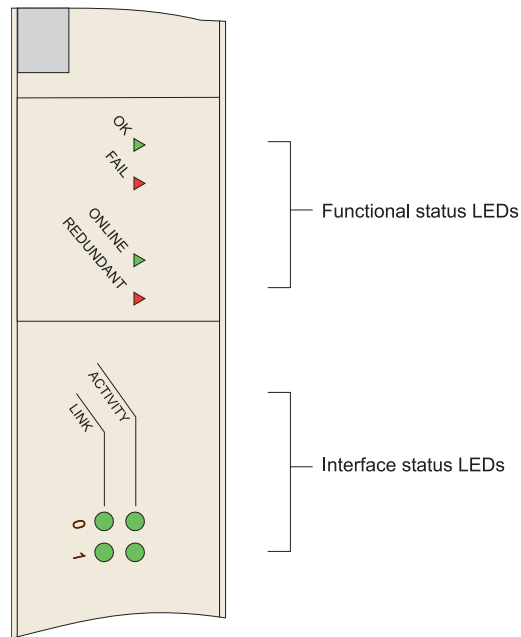 OK
FAIL
ONLINE
REDUNDANT
Functional status LEDs
ACTIVITY
LINK
Interface status LEDs
0
1